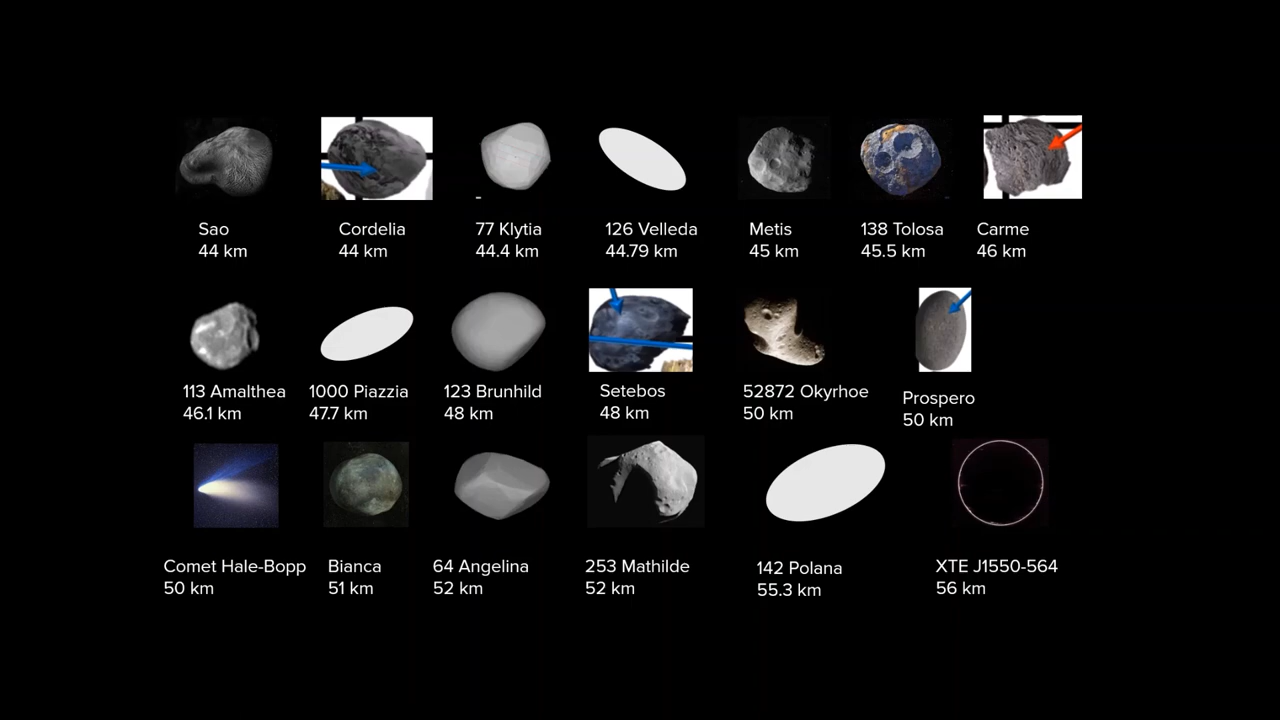 Sao
44 km
Cordelia
44 km
77 Klytia
44.4 km
126 Velleda
44.79 km
Metis
45 km
138 Tolosa
45.5 km
Carme
46 km
113 Amalthea
46.1 km
1000 Piazzia
47.7 km
123 Brunhild
48 km
Setebos
48 km
52872 Okyrhoe
50 km
Prospero
50 km
Comet Hale-Bopp
50 km
Bianca
51 km
64 Angelina
52 km
253 Mathilde
52 km
142 Polana
55.3 km
XTE J1550-564
56 km